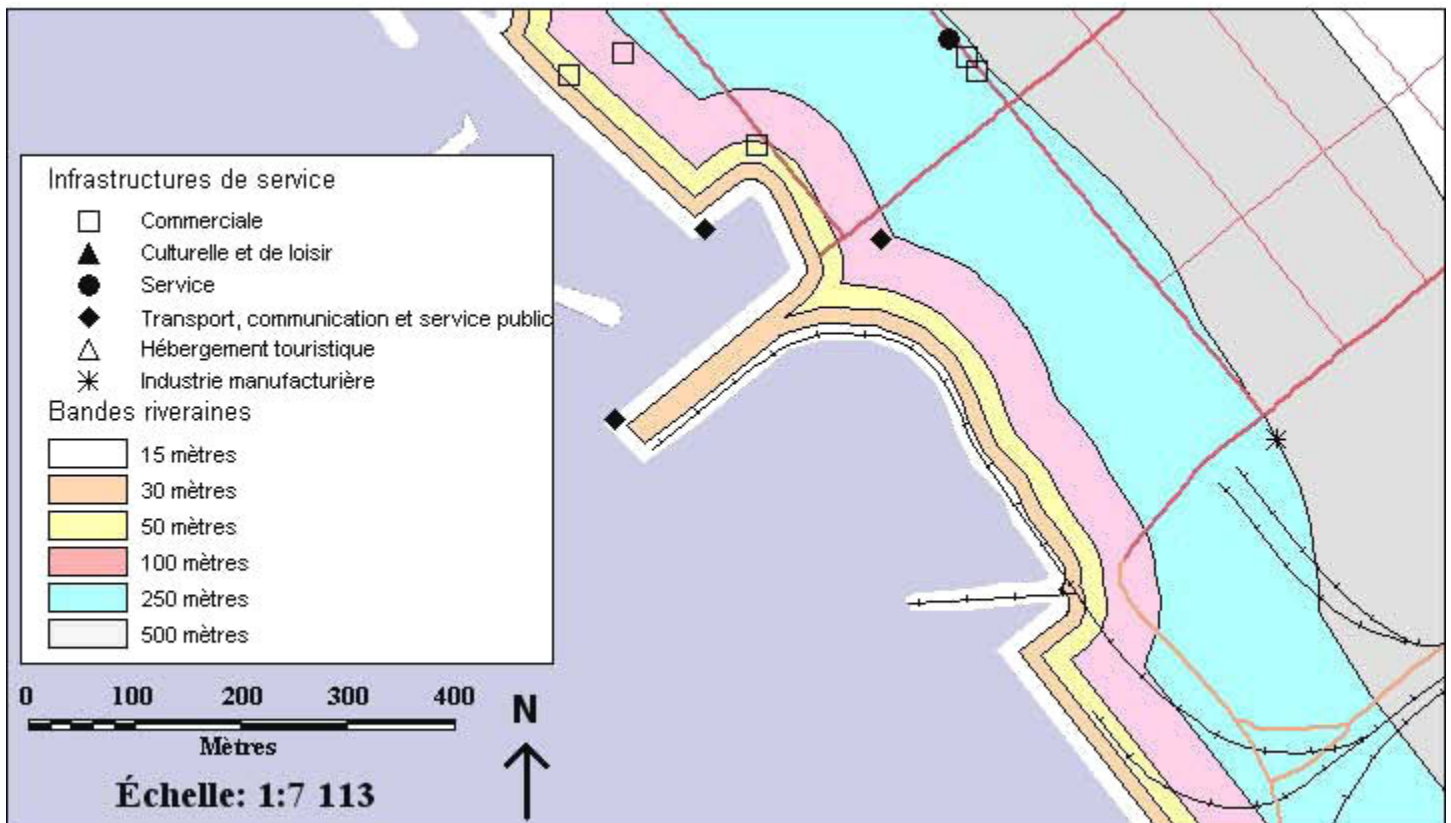 Infrastructures de service
Commerciale
Culturelle et de loisir
Service
Transport, communication et service public
Hébergement touristique
Industrie manufacturière
Bandes riveraines
15 mètres
30 mètres
50 mètres
100 mètres
250 mètres
500 mètres
0 100 200 300 400
Mètres
Échelle: 1:7 113
N